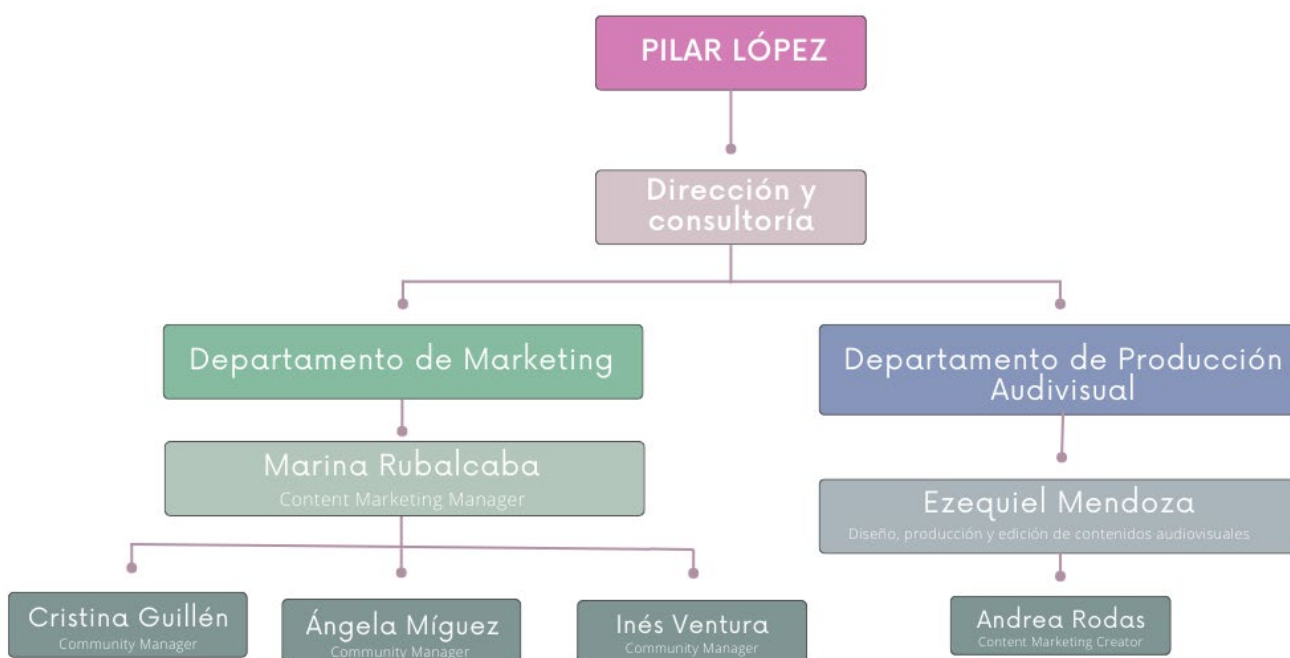 PILAR LÓPEZ
Dirección y
consultoría
Departamento de Marketing
Departamento de Producción
Audivisual
Marina Rubalcaba
Content Marketing Manager
Ezequiel Mendoza
Diseño, producción y edición de contenidos audiovisuales
Cristina Guillén
Community Manager
Ángela Míguez
Community Manager
Inés Ventura
Community Manager
Andrea Rodas
Content Marketing Creator